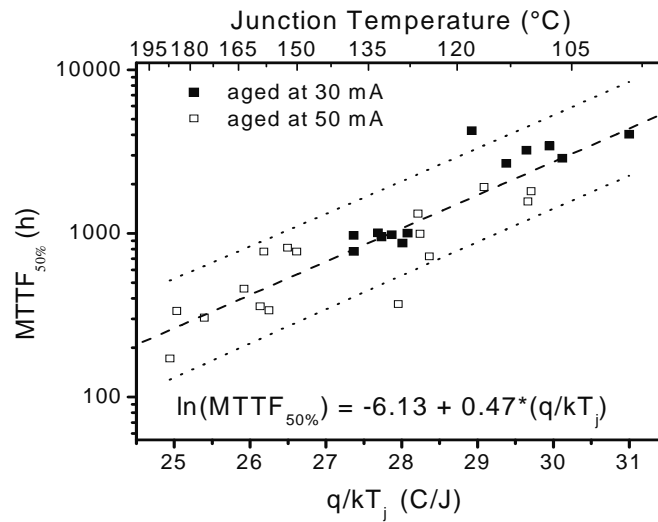 Junction Temperature (°C)
195 180 165 150 135 120 105
10000
aged at 30 mA
aged at 50 mA
1000
MTTF50% (h)
100
ln(MTTF50%) = -6.13 + 0.47*(q/kTj)
25 26 27 28 29 30 31
q/kTj (C/J)